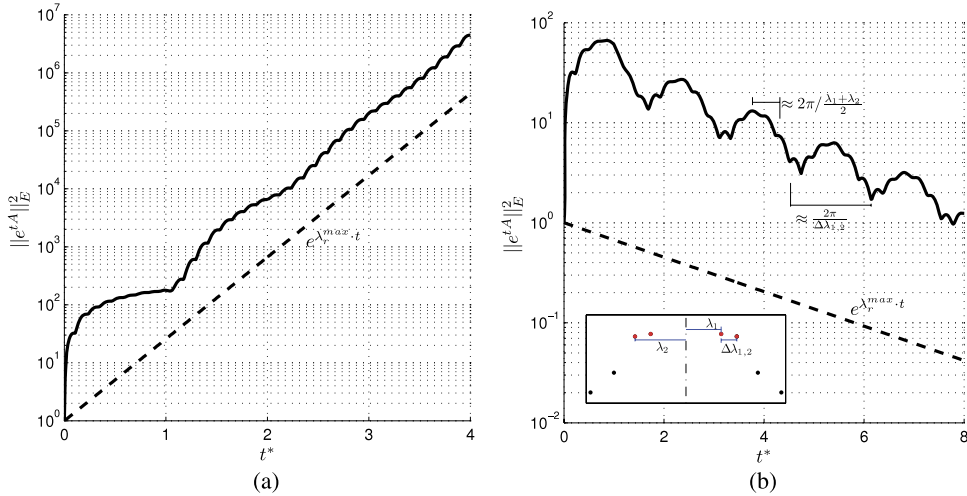 10^7
10^6
10^5
10^4
10^3
10^2
10^1
10^0
||e^{tA}||_E^2
e^{λ_r^{max}·t}
0 1 2 3 4
t*
(a)
10^2
10^1
10^0
10^{-1}
10^{-2}
||e^{tA}||_E^2
≈ 2π/\frac{λ_1+λ_2}{2}
≈ \frac{2π}{Δλ_{1,2}}
e^{λ_r^{max}·t}
λ_1
λ_2
Δλ_{1,2}
0 2 4 6 8
t*
(b)